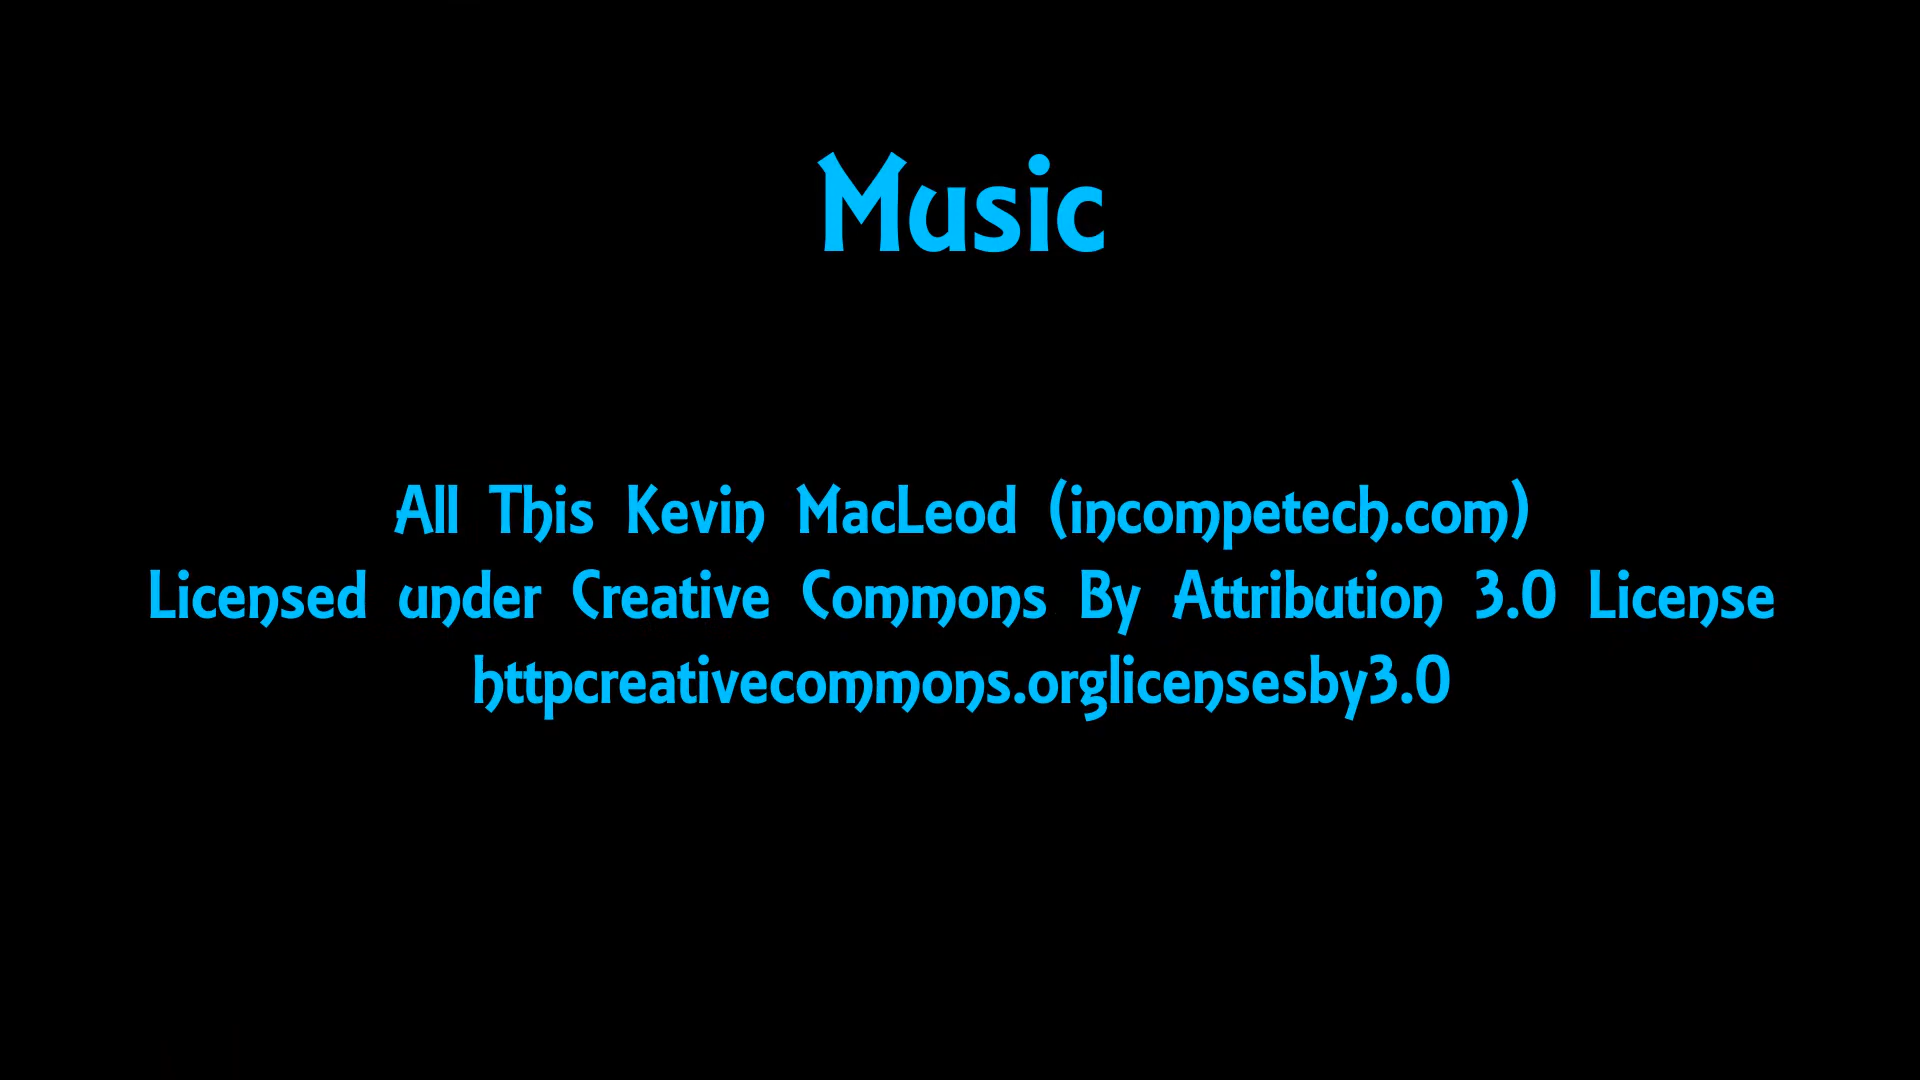 Music
All This Kevin MacLeod (incompetech.com)
Licensed under Creative Commons By Attribution 3.0 License
httpcreativecommons.orglicensesby3.0